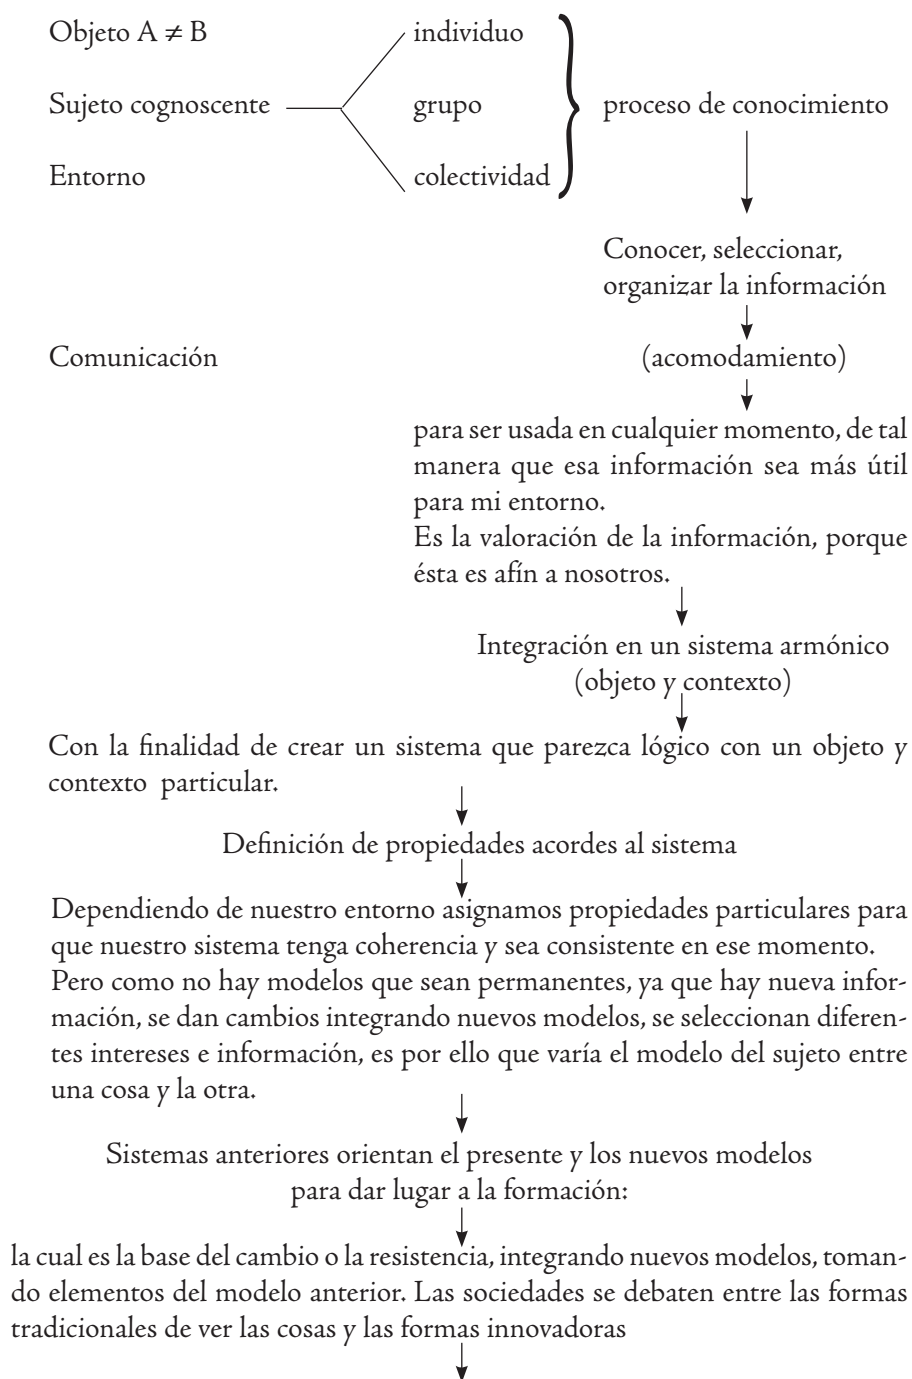 Objeto A ≠ B individuo
Sujeto cognoscente grupo proceso de conocimiento
Entorno colectividad
Conocer, seleccionar,
organizar la información
Comunicación (acomodamiento)
para ser usada en cualquier momento, de tal
manera que esa información sea más útil
para mi entorno.
Es la valoración de la información, porque
ésta es afín a nosotros.
Integración en un sistema armónico
(objeto y contexto)
Con la finalidad de crear un sistema que parezca lógico con un objeto y
contexto particular.
Definición de propiedades acordes al sistema
Dependiendo de nuestro entorno asignamos propiedades particulares para
que nuestro sistema tenga coherencia y sea consistente en ese momento.
Pero como no hay modelos que sean permanentes, ya que hay nueva infor-
mación, se dan cambios integrando nuevos modelos, se seleccionan diferen-
tes intereses e información, es por ello que varía el modelo del sujeto entre
una cosa y la otra.
Sistemas anteriores orientan el presente y los nuevos modelos
para dar lugar a la formación:
la cual es la base del cambio o la resistencia, integrando nuevos modelos, toman-
do elementos del modelo anterior. Las sociedades se debaten entre las formas
tradicionales de ver las cosas y las formas innovadoras